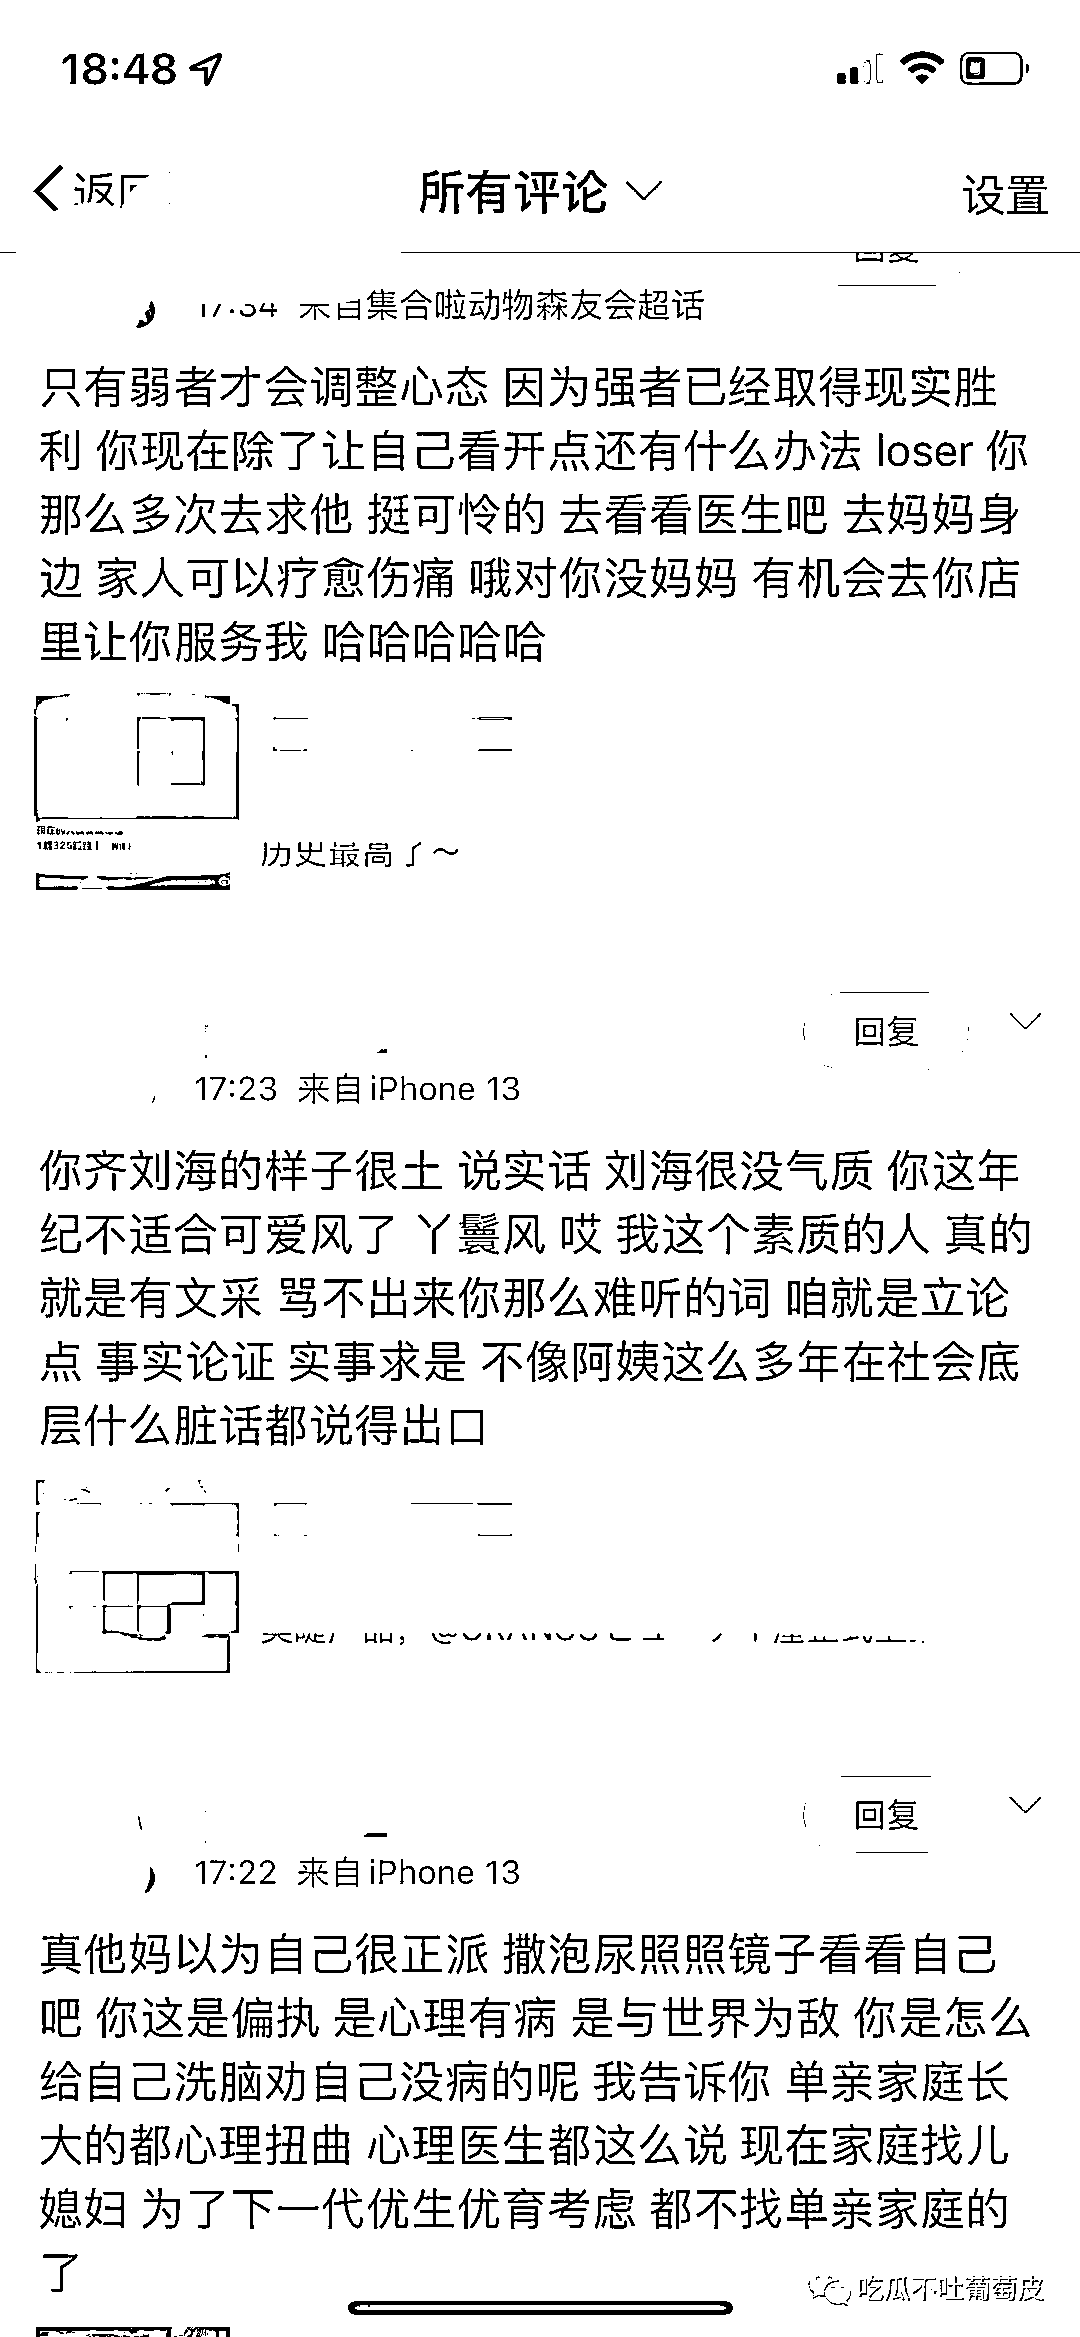 18:48
返回 所有评论 设置
回复
17:34 来自集合啦动物森友会超话
只有弱者才会调整心态 因为强者已经取得现实胜
利 你现在除了让自己看开点还有什么办法 loser 你
那么多次去求他 挺可怜的 去看看医生吧 去妈妈身
边 家人可以疗愈伤痛 哦对你没妈妈 有机会去你店
里让你服务我 哈哈哈哈哈
历史最高了～
回复
17:23 来自iPhone 13
你齐刘海的样子很土 说实话 刘海很没气质 你这年
纪不适合可爱风了 丫鬟风 哎 我这个素质的人 真的
就是有文采 骂不出来你那么难听的词 咱就是立论
点 事实论证 实事求是 不像阿姨这么多年在社会底
层什么脏话都说得出口
回复
17:22 来自iPhone 13
真他妈以为自己很正派 撒泡尿照照镜子看看自己
吧 你这是偏执 是心理有病 是与世界为敌 你是怎么
给自己洗脑劝自己没病的呢 我告诉你 单亲家庭长
大的都心理扭曲 心理医生都这么说 现在家庭找儿
媳妇 为了下一代优生优育考虑 都不找单亲家庭的
了
吃瓜不吐葡萄皮